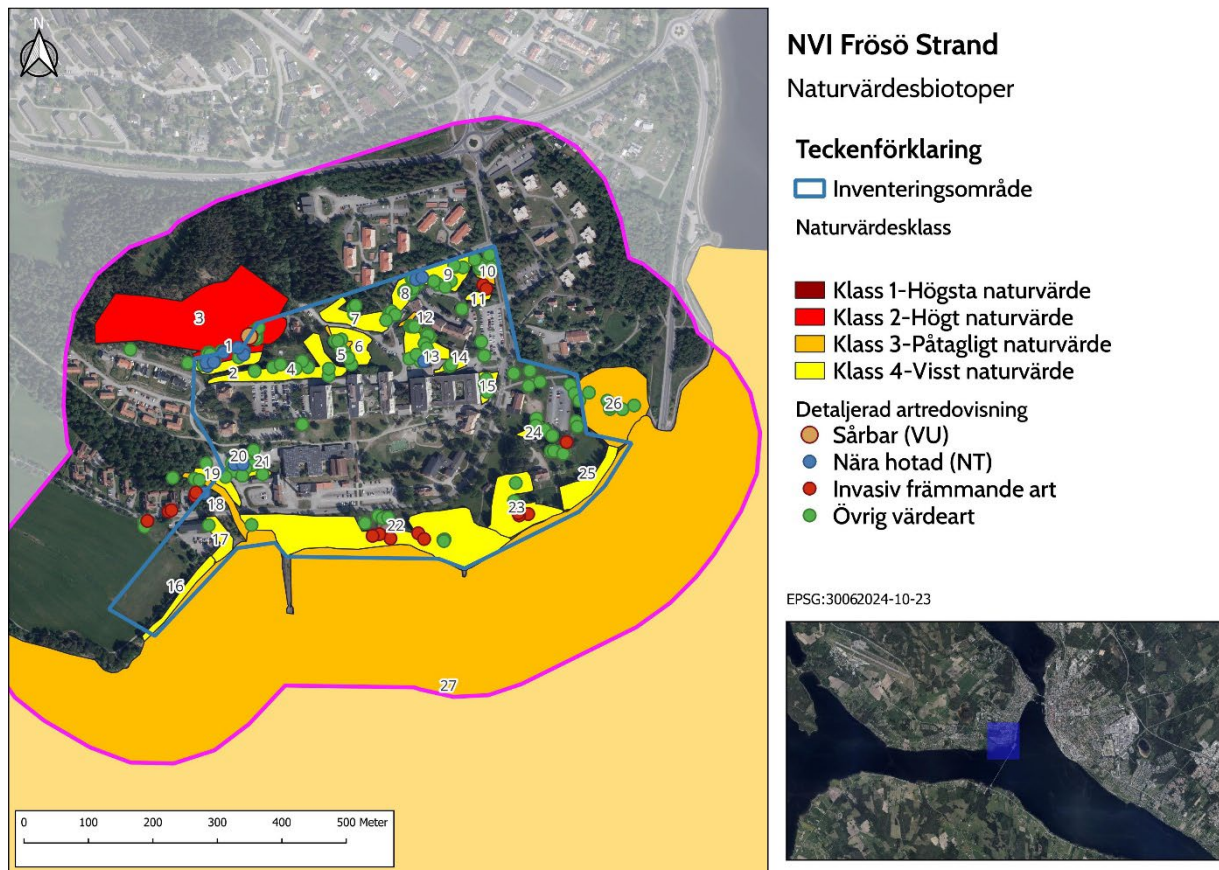 N
NVI Frösö Strand
Naturvärdesbiotoper
Teckenförklaring
Inventeringsområde
Naturvärdesklass
Klass 1-Högsta naturvärde
Klass 2-Högt naturvärde
Klass 3-Påtagligt naturvärde
Klass 4-Visst naturvärde
Detaljerad artredovisning
Sårbar (VU)
Nära hotad (NT)
Invasiv främmande art
Övrig värdeart
EPSG:30062024-10-23
3
1
2
4
5
6
7
8
9
10
11
12
13
14
15
26
24
25
23
22
20
21
19
18
17
16
27
0 100 200 300 400 500 Meter